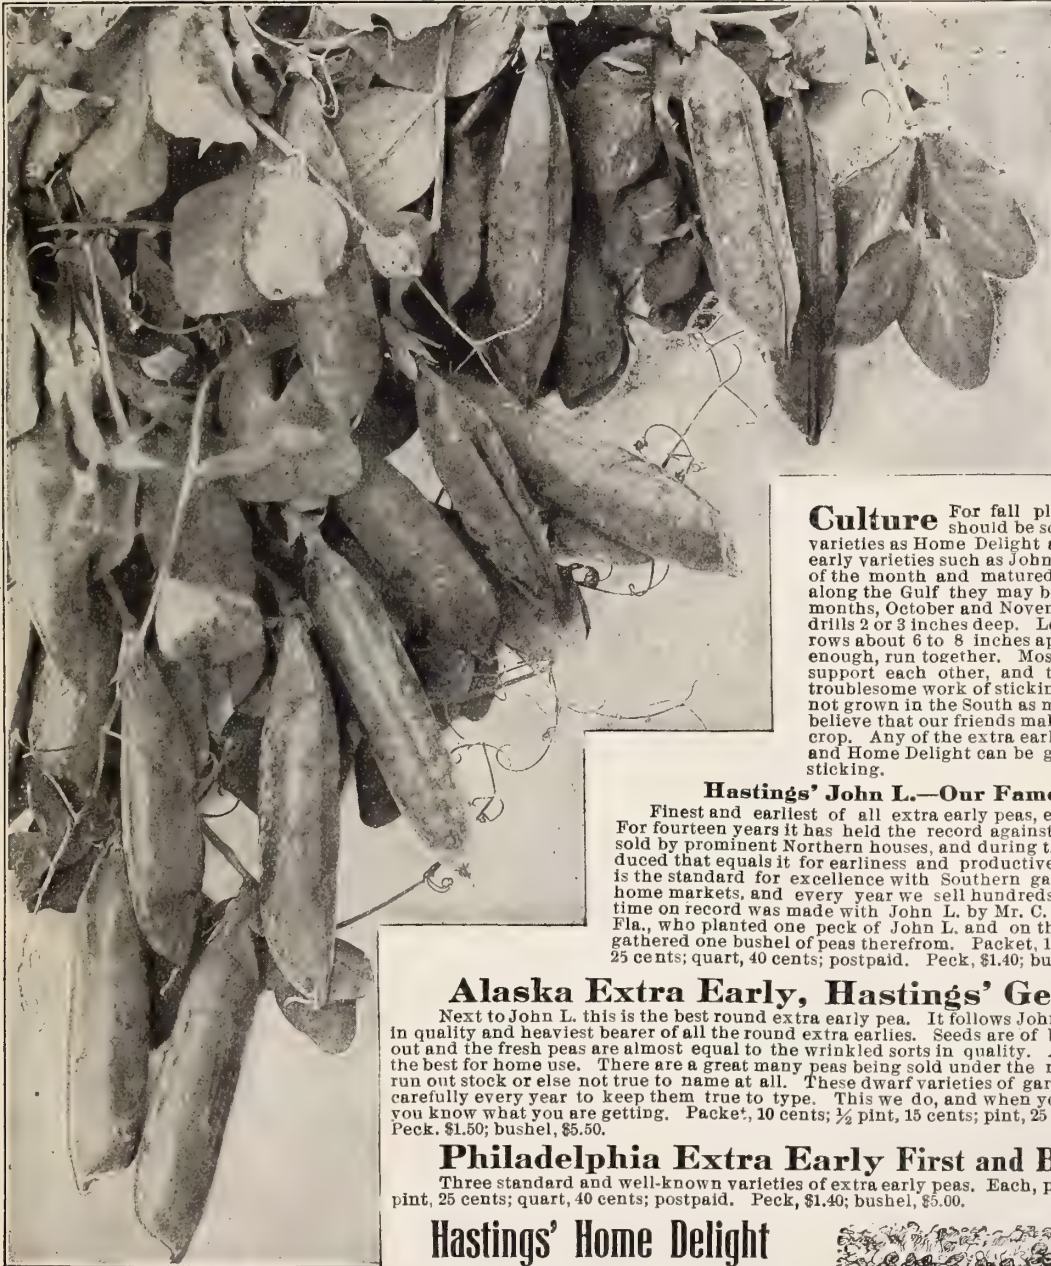 Culture For fall pl
should be so
varieties as Home Delight a
early varieties such as John
of the month and matured
along the Gulf they may b
months, October and Nover
drills 2 or 3 inches deep. Le
rows about 6 to 8 inches ap
enough, run together. Mos
support each other, and t
troublesome work of stickin
not grown in the South as m
believe that our friends mal
crop. Any of the extra earl
and Home Delight can be g
sticking.
Hastings' John L.—Our Famo
Finest and earliest of all extra early peas, e
For fourteen years it has held the record against
sold by prominent Northern houses, and during t
duced that equals it for earliness and productive
is the standard for excellence with Southern ga
home markets, and every year we sell hundreds
time on record was made with John L. by Mr. C.
Fla., who planted one peck of John L. and on th
gathered one bushel of peas therefrom. Packet, 1
25 cents; quart, 40 cents; postpaid. Peck, $1.40; bu
Alaska Extra Early, Hastings' Ge
Next to John L. this is the best round extra early pea. It follows John
in quality and heaviest bearer of all the round extra earlies. Seeds are of l
out and the fresh peas are almost equal to the wrinkled sorts in quality.
the best for home use. There are a great many peas being sold under the n
run out stock or else not true to name at all. These dwarf varieties of gar
carefully every year to keep them true to type. This we do, and when yo
you know what you are getting. Packet, 10 cents; ½ pint, 15 cents; pint, 25
Peck. $1.50; bushel, $5.50.
Philadelphia Extra Early First and B
Three standard and well-known varieties of extra early peas. Each, p
pint, 25 cents; quart, 40 cents; postpaid. Peck, $1.40; bushel, $5.00.
Hastings' Home Delight